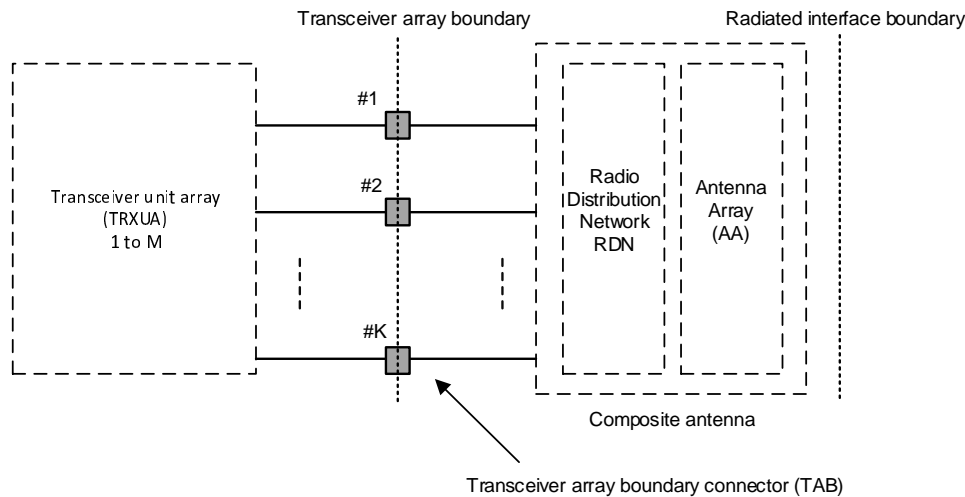 Transceiver array boundary
Radiated interface boundary
#1
#2
#K
Transceiver unit array
(TRXUA)
1 to M
Radio
Distribution
Network
RDN
Antenna
Array
(AA)
Composite antenna
Transceiver array boundary connector (TAB)